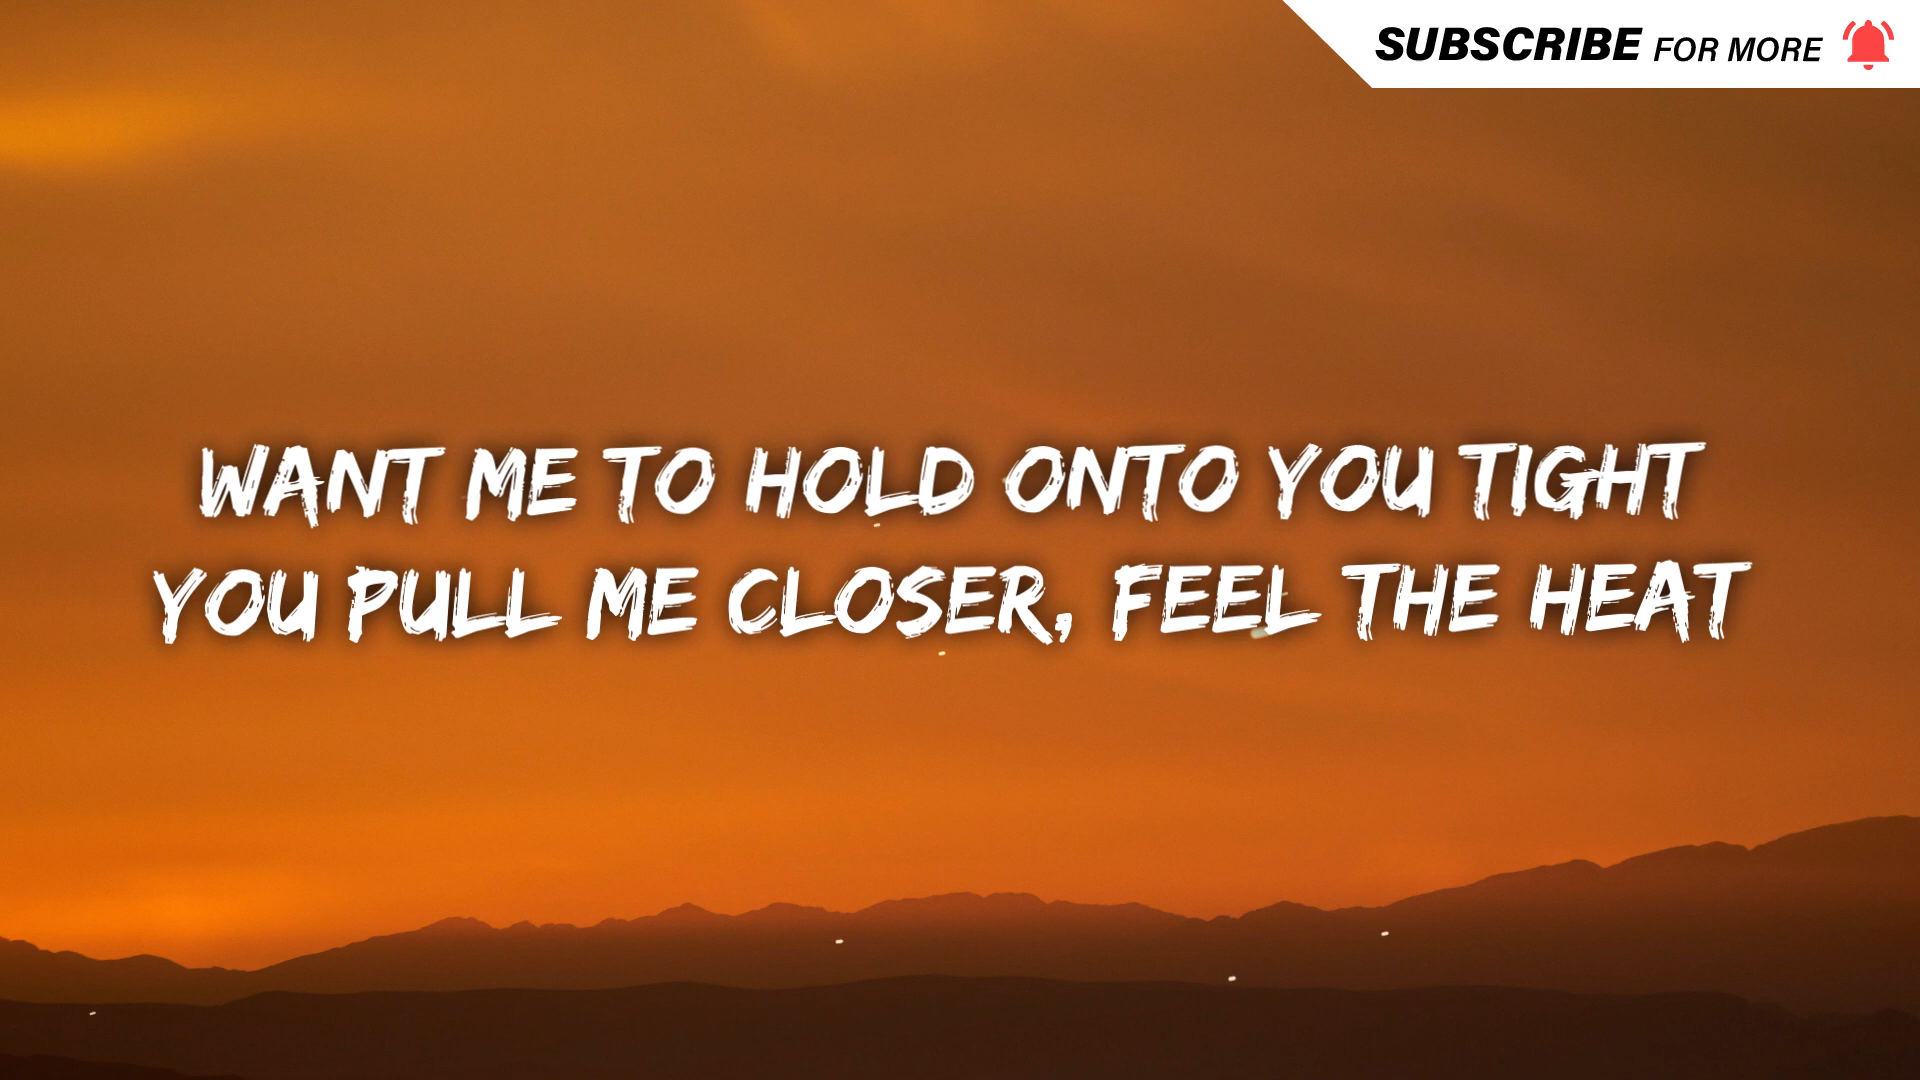 SUBSCRIBE FOR MORE
WANT ME TO HOLD ONTO YOU TIGHT
YOU PULL ME CLOSER, FEEL THE HEAT